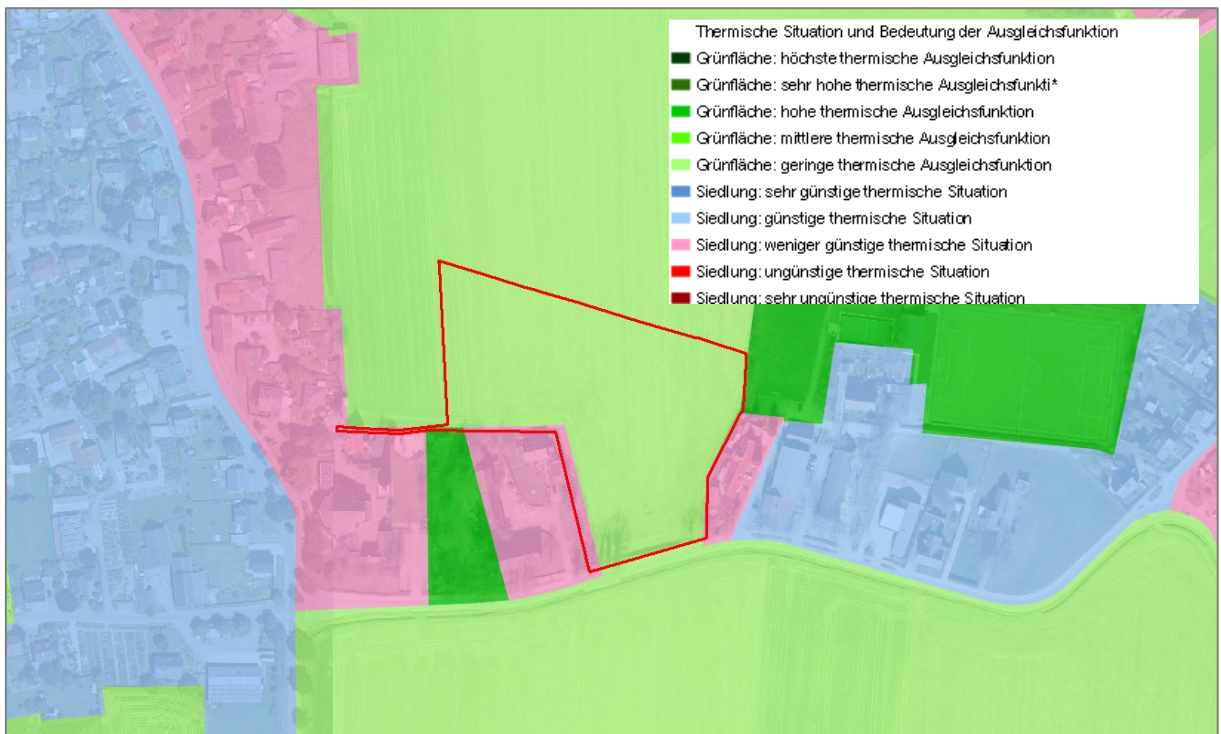 Thermische Situation und Bedeutung der Ausgleichsfunktion
Grünfläche: höchste thermische Ausgleichsfunktion
Grünfläche: sehr hohe thermische Ausgleichsfunkti*
Grünfläche: hohe thermische Ausgleichsfunktion
Grünfläche: mittlere thermische Ausgleichsfunktion
Grünfläche: geringe thermische Ausgleichsfunktion
Siedlung: sehr günstige thermische Situation
Siedlung: günstige thermische Situation
Siedlung: weniger günstige thermische Situation
Siedlung: ungünstige thermische Situation
Siedlung: sehr ungünstige thermische Situation